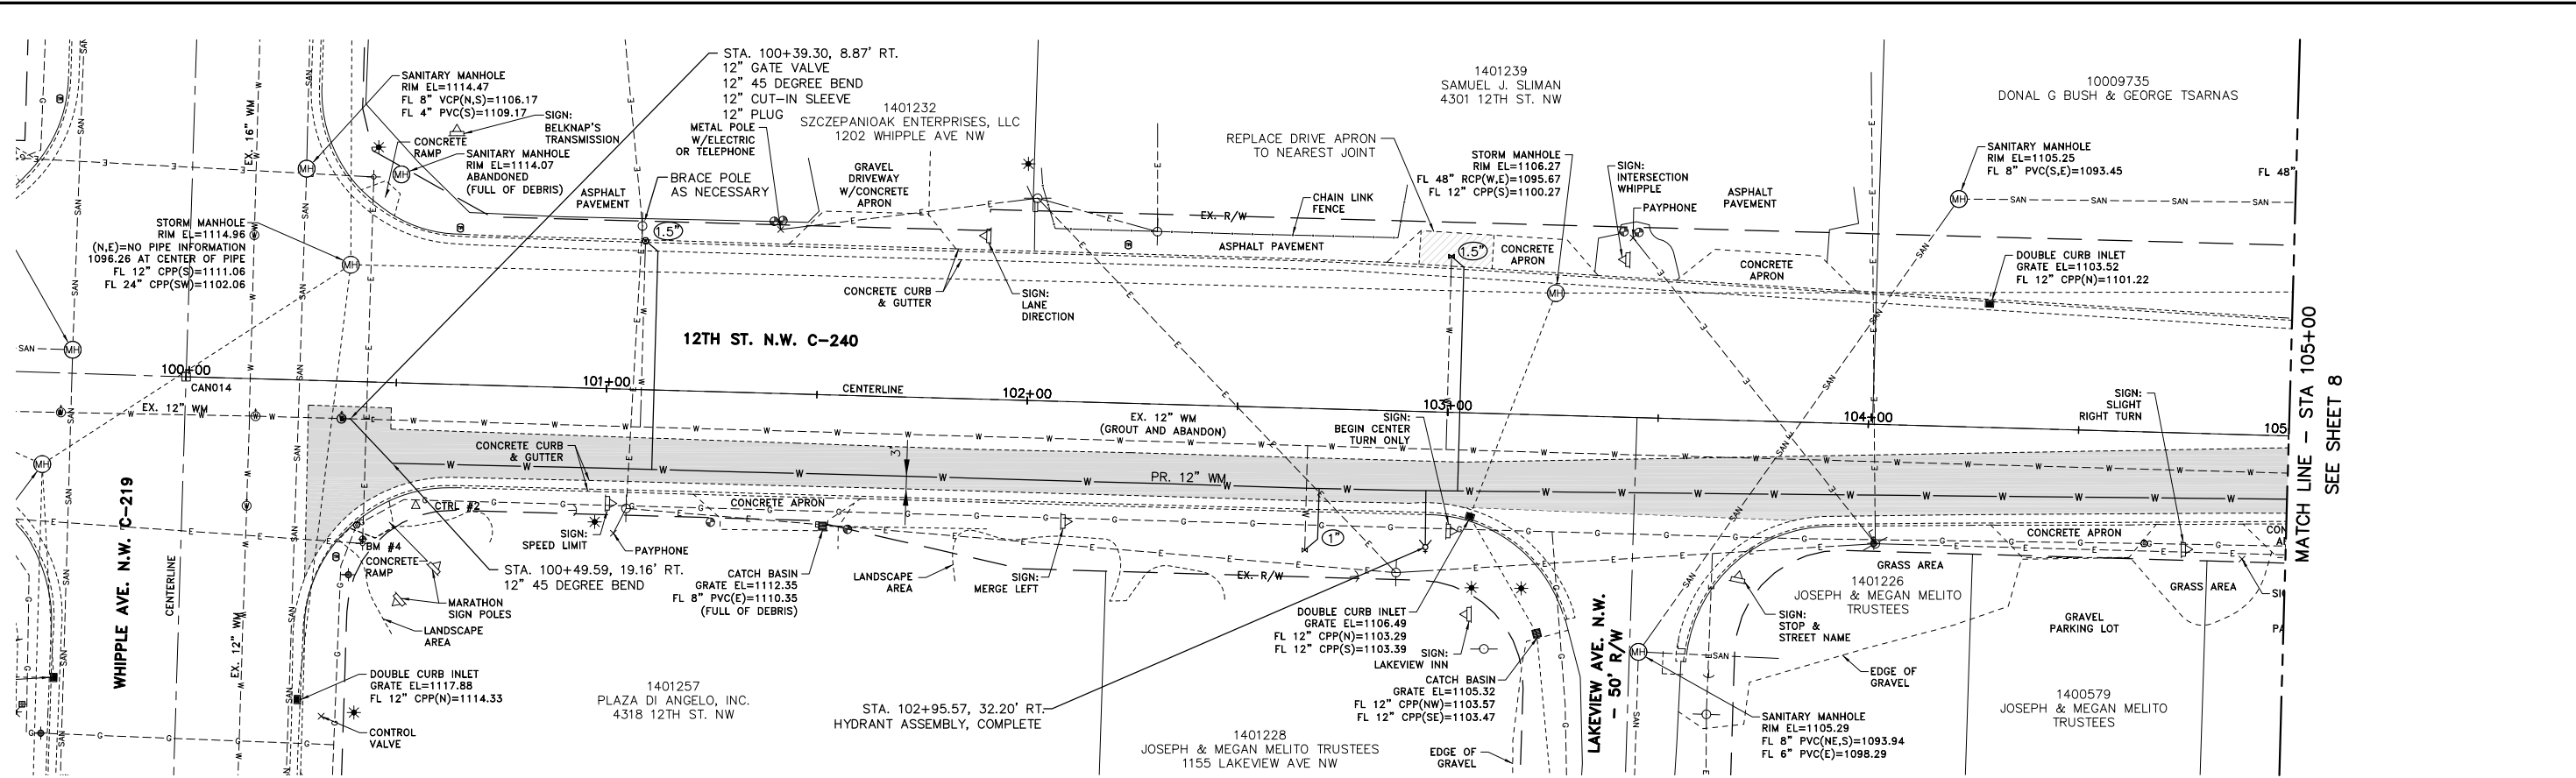 STA. 100+39.30, 8.87' RT.
12" GATE VALVE
12" 45 DEGREE BEND
12" CUT-IN SLEEVE
12" PLUG
SANITARY MANHOLE
RIM EL=1114.47
FL 8" VCP(N,S)=1106.17
FL 4" PVC(S)=1109.17
SIGN:
BELKNAP'S
TRANSMISSION
CONCRETE
RAMP
SANITARY MANHOLE
RIM EL=1114.07
ABANDONED
(FULL OF DEBRIS)
ASPHALT
PAVEMENT
EX. 16" WM
METAL POLE
W/ELECTRIC
OR TELEPHONE
BRACE POLE
AS NECESSARY
1401232
SZCZEPANIOAK ENTERPRISES, LLC
1202 WHIPPLE AVE NW
GRAVEL
DRIVEWAY
W/CONCRETE
APRON
1401239
SAMUEL J. SLIMAN
4301 12TH ST. NW
REPLACE DRIVE APRON
TO NEAREST JOINT
CHAIN LINK
FENCE
EX. R/W
ASPHALT PAVEMENT
STORM MANHOLE
RIM EL=1106.27
FL 48" RCP(W,E)=1095.67
FL 12" CPP(S)=1100.27
SIGN:
INTERSECTION
WHIPPLE
PAYPHONE
ASPHALT
PAVEMENT
10009735
DONAL G BUSH & GEORGE TSARNAS
SANITARY MANHOLE
RIM EL=1105.25
FL 8" PVC(S,E)=1093.45
FL 48"
STORM MANHOLE
RIM EL=1114.96
(N,E)=NO PIPE INFORMATION
1096.26 AT CENTER OF PIPE
FL 12" CPP(S)=1111.06
FL 24" CPP(SW)=1102.06
1.5"
1.5"
CONCRETE
APRON
CONCRETE
APRON
DOUBLE CURB INLET
GRATE EL=1103.52
FL 12" CPP(N)=1101.22
CONCRETE CURB
& GUTTER
SIGN:
LANE
DIRECTION
12TH ST. N.W. C-240
100+00
CAN014
101+00
CENTERLINE
102+00
103+00
104+00
105
EX. 12" WM
EX. 12" WM
(GROUT AND ABANDON)
SIGN:
BEGIN CENTER
TURN ONLY
SIGN:
SLIGHT
RIGHT TURN
MATCH LINE - STA 105+00
SEE SHEET 8
CONCRETE CURB
& GUTTER
3'
PR. 12" WM
CTRL #2
CONCRETE APRON
SIGN:
SPEED LIMIT
PAYPHONE
BM #4
CONCRETE
RAMP
STA. 100+49.59, 19.16' RT.
12" 45 DEGREE BEND
CATCH BASIN
GRATE EL=1112.35
FL 8" PVC(E)=1110.35
(FULL OF DEBRIS)
LANDSCAPE
AREA
SIGN:
MERGE LEFT
EX. R/W
1"
MARATHON
SIGN POLES
LANDSCAPE
AREA
WHIPPLE AVE. N.W. C-219
CENTERLINE
EX. 12" WM
DOUBLE CURB INLET
GRATE EL=1117.88
FL 12" CPP(N)=1114.33
CONTROL
VALVE
1401257
PLAZA DI ANGELO, INC.
4318 12TH ST. NW
STA. 102+95.57, 32.20' RT.
HYDRANT ASSEMBLY, COMPLETE
DOUBLE CURB INLET
GRATE EL=1106.49
FL 12" CPP(N)=1103.29
FL 12" CPP(S)=1103.39
SIGN:
LAKEVIEW INN
CATCH BASIN
GRATE EL=1105.32
FL 12" CPP(NW)=1103.57
FL 12" CPP(SE)=1103.47
1401228
JOSEPH & MEGAN MELITO TRUSTEES
1155 LAKEVIEW AVE NW
EDGE OF
GRAVEL
LAKEVIEW AVE. N.W.
- 50' R/W
SIGN:
STOP &
STREET NAME
GRASS AREA
1401226
JOSEPH & MEGAN MELITO
TRUSTEES
CONCRETE APRON
GRASS AREA
GRAVEL
PARKING LOT
EDGE OF
GRAVEL
SANITARY MANHOLE
RIM EL=1105.29
FL 8" PVC(NE,S)=1093.94
FL 6" PVC(E)=1098.29
1400579
JOSEPH & MEGAN MELITO
TRUSTEES